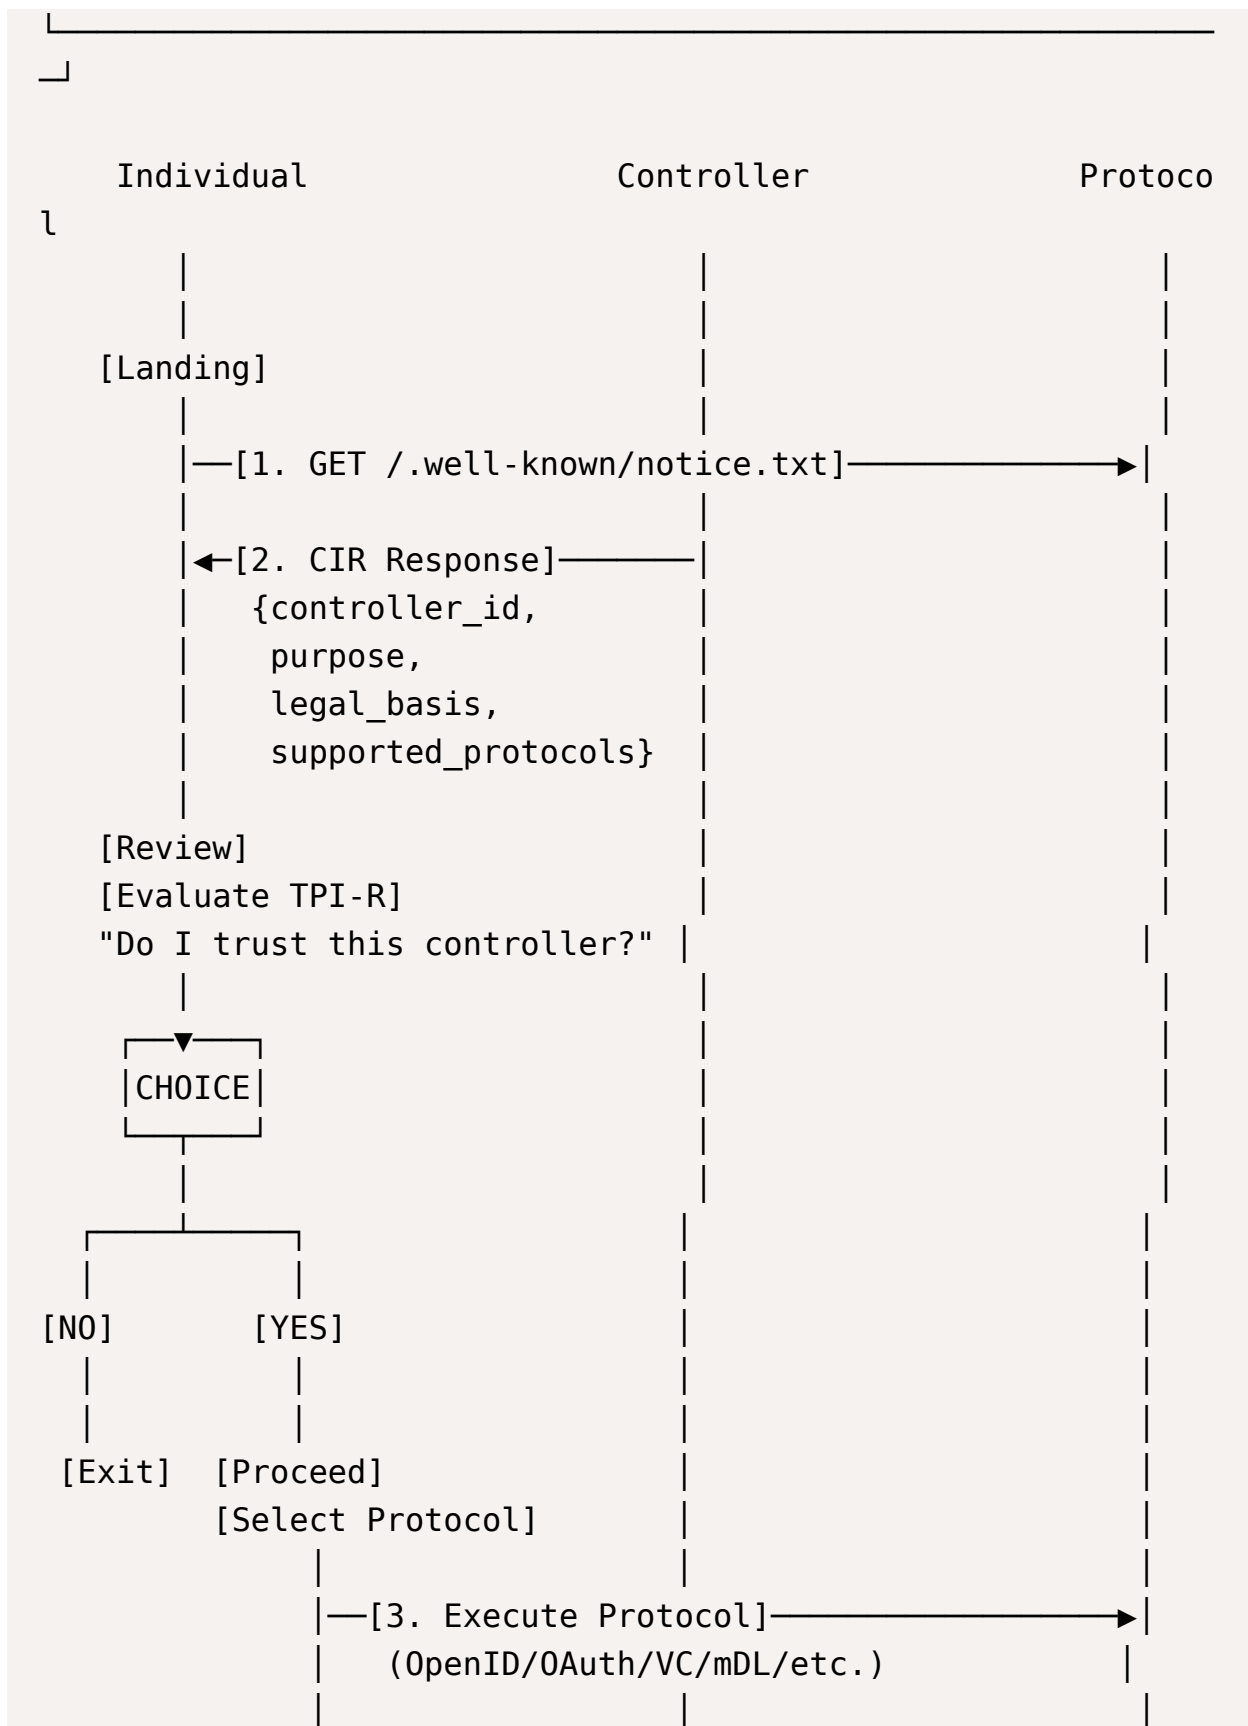 Individual Controller Protoco
l
[Landing]
[1. GET /.well-known/notice.txt]
[2. CIR Response]
{controller_id,
purpose,
legal_basis,
supported_protocols}
[Review]
[Evaluate TPI-R]
"Do I trust this controller?"
CHOICE
[NO] [YES]
[Exit] [Proceed]
[Select Protocol]
[3. Execute Protocol]
(OpenID/OAuth/VC/mDL/etc.)